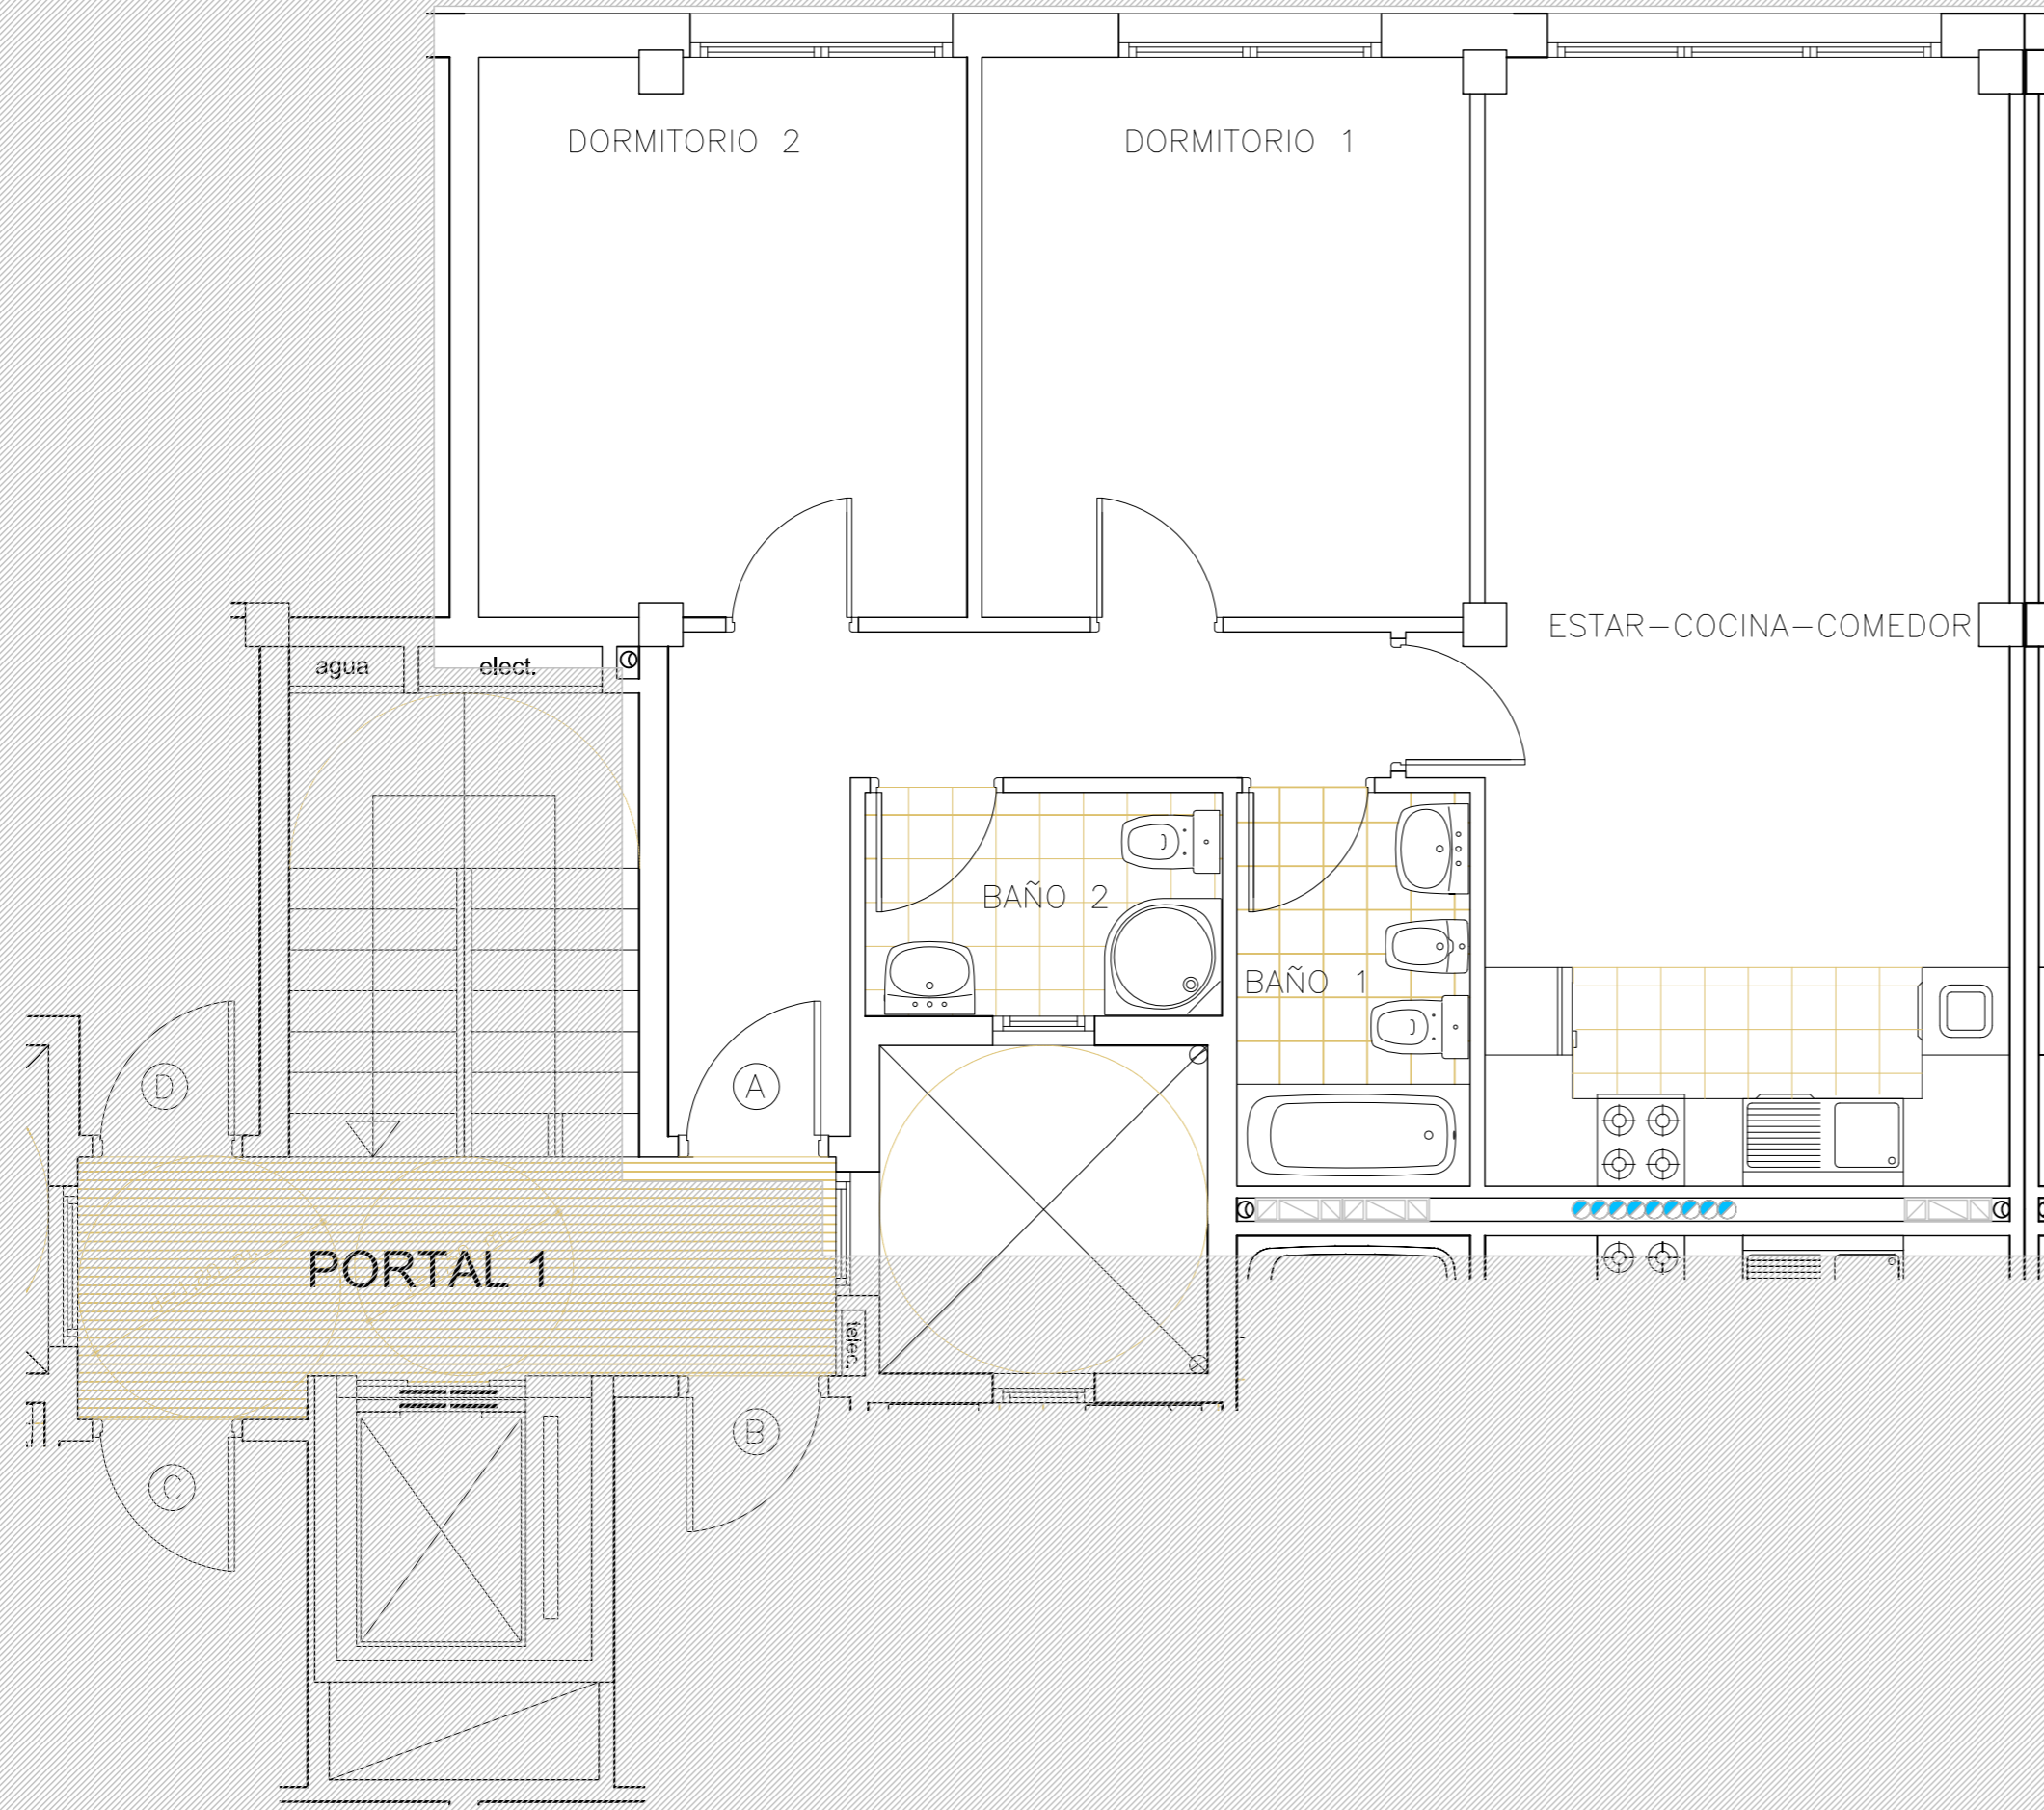 DORMITORIO 2
DORMITORIO 1
ESTAR-COCINA-COMEDOR
agua
elect.
BAÑO 2
BAÑO 1
D
A
PORTAL 1
telec.
B
C